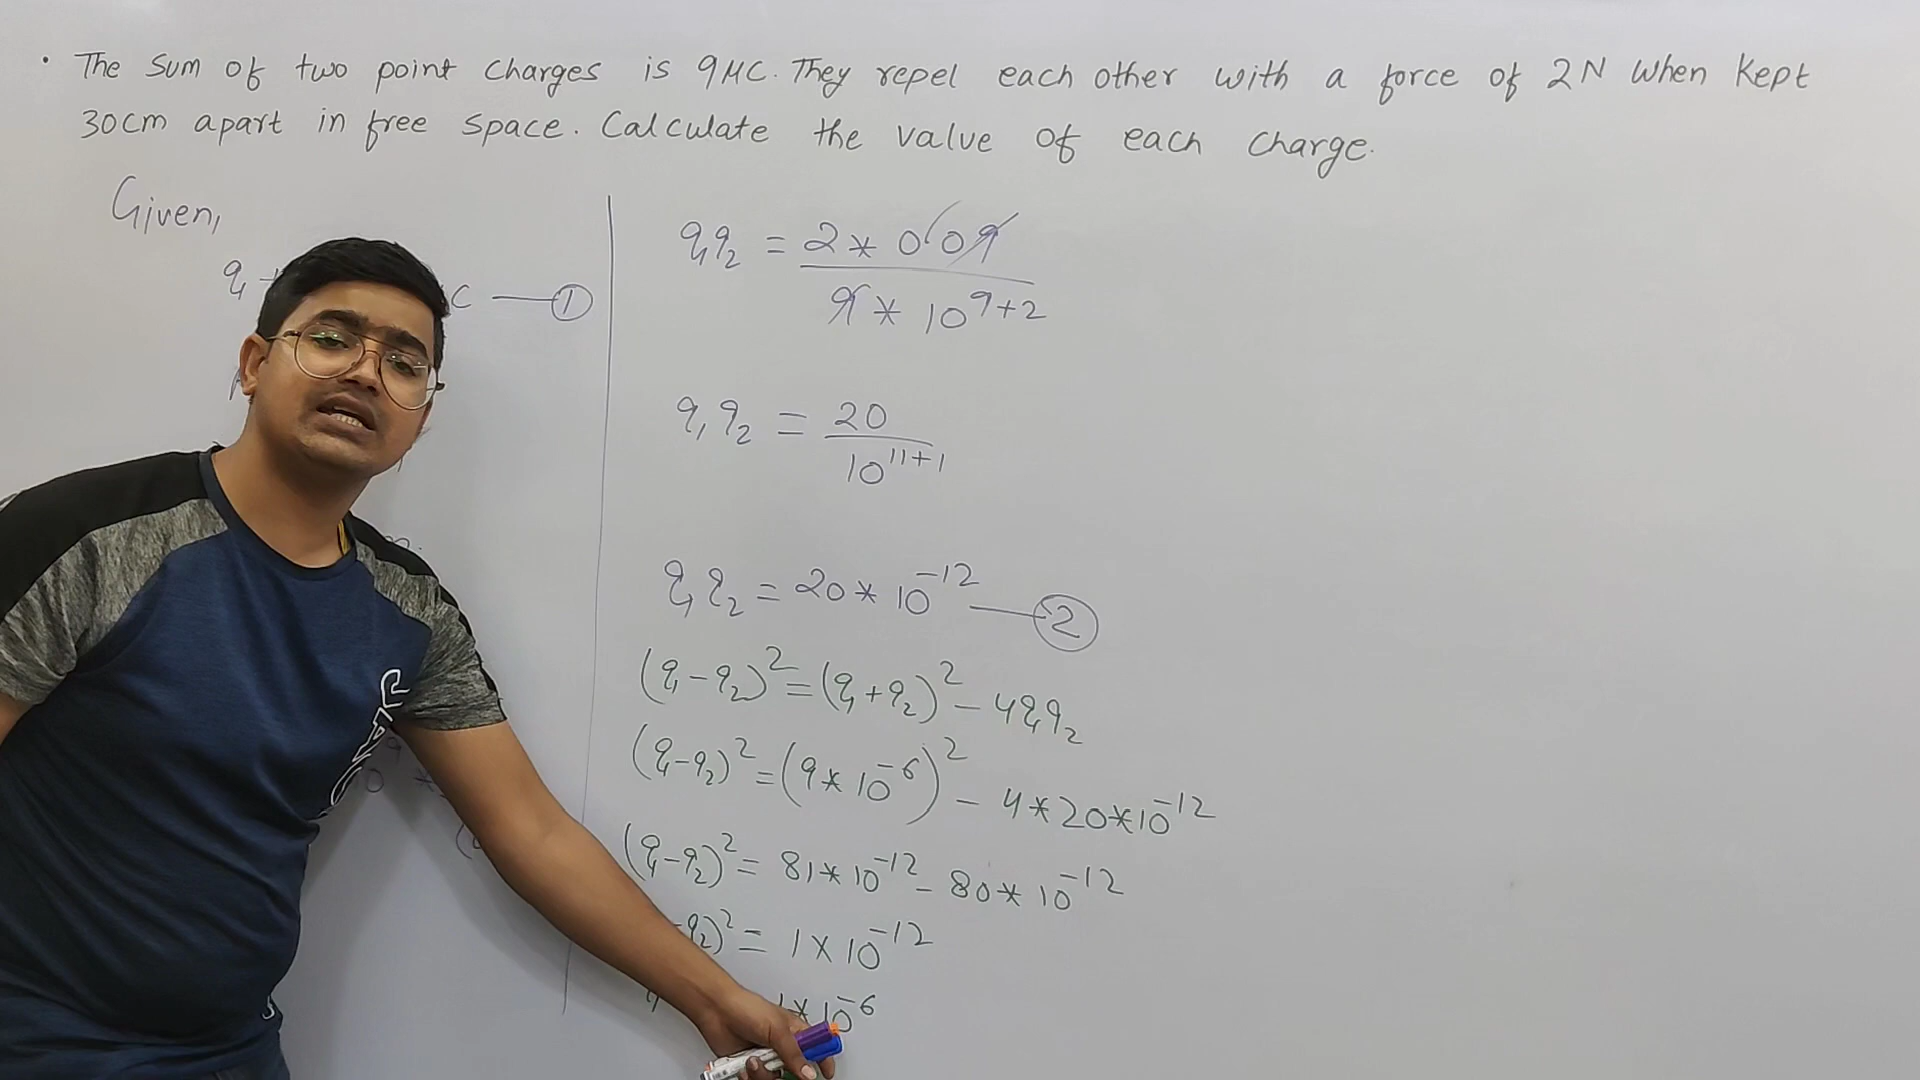 • The Sum of two point Charges is 9μC. They repel each other with a force of 2N When Kept
30cm apart in free Space. Calculate the value of each charge.
Given,
q₁ + C — ①
q₁q₂ = 2 * 0.09 / 9 * 10⁹⁺²
q₁q₂ = 20 / 10¹¹⁺¹
q₁q₂ = 20 * 10⁻¹² — ②
(q₁ - q₂)² = (q₁ + q₂)² - 4q₁q₂
(q₁ - q₂)² = (9 * 10⁻⁶)² - 4 * 20 * 10⁻¹²
(q₁ - q₂)² = 81 * 10⁻¹² - 80 * 10⁻¹²
- q₂)² = 1 × 10⁻¹²
1 * 10⁻⁶